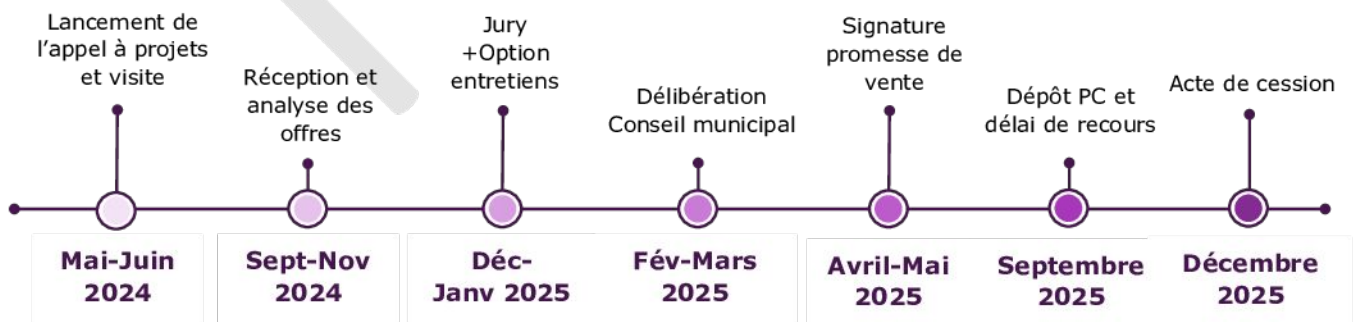 Lancement de
l'appel à projets
et visite
Mai-Juin
2024
Réception et
analyse des
offres
Sept-Nov
2024
Jury
+Option
entretiens
Déc-
Janv 2025
Délibération
Conseil municipal
Fév-Mars
2025
Signature
promesse de
vente
Avril-Mai
2025
Dépôt PC et
délai de recours
Septembre
2025
Acte de cession
Décembre
2025